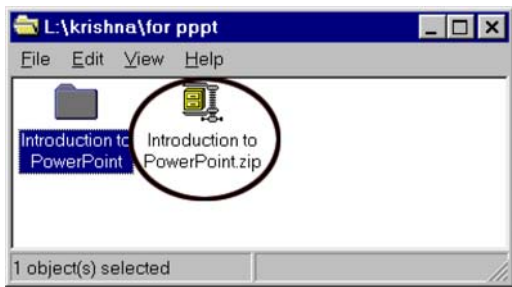 L:\krishna\for pppt
File Edit View Help
Introduction to
PowerPoint
Introduction to
PowerPoint.zip
1 object(s) selected